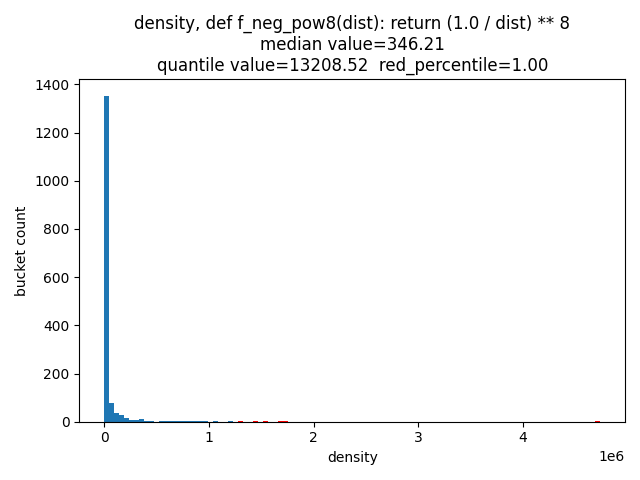 density, def f_neg_pow8(dist): return (1.0 / dist) ** 8
median value=346.21
quantile value=13208.52  red_percentile=1.00
1400
1200
1000
800
600
400
200
0
bucket count
0 1 2 3 4
1e6
density